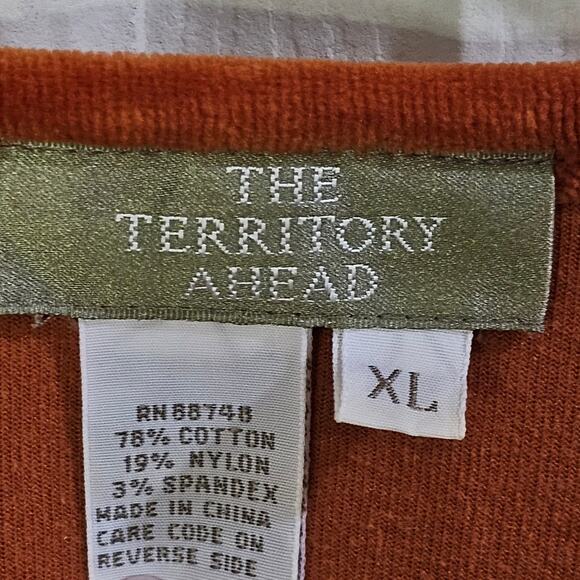 THE
TERRITORY
AHEAD
XL
RN88748
78% COTTON
19% NYLON
3% SPANDEX
MADE IN CHINA
CARE CODE ON
REVERSE SIDE